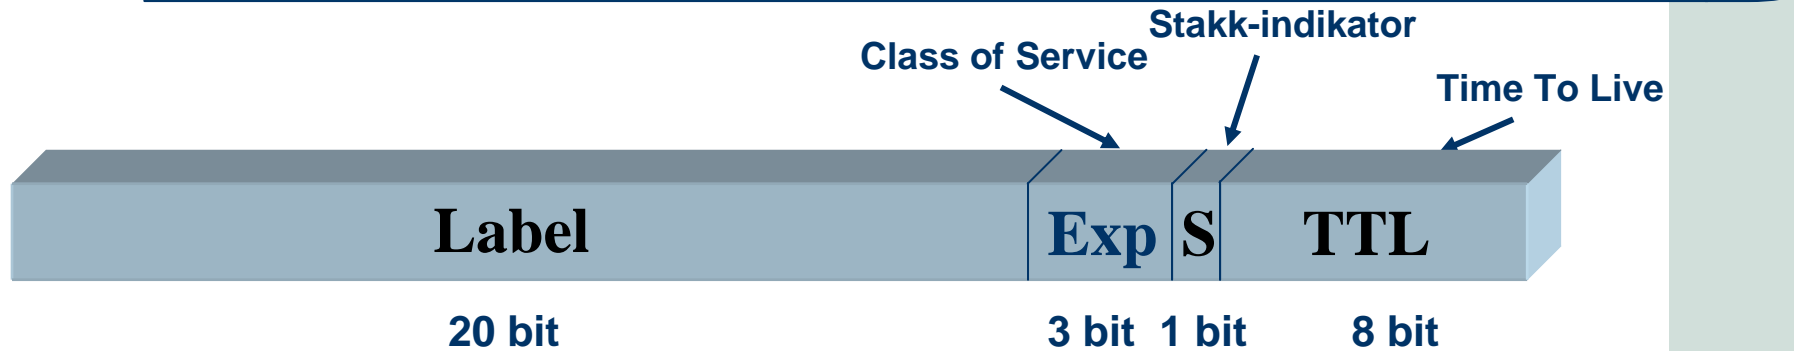 Stakk-indikator
Class of Service
Time To Live
Label Exp S TTL
20 bit 3 bit 1 bit 8 bit